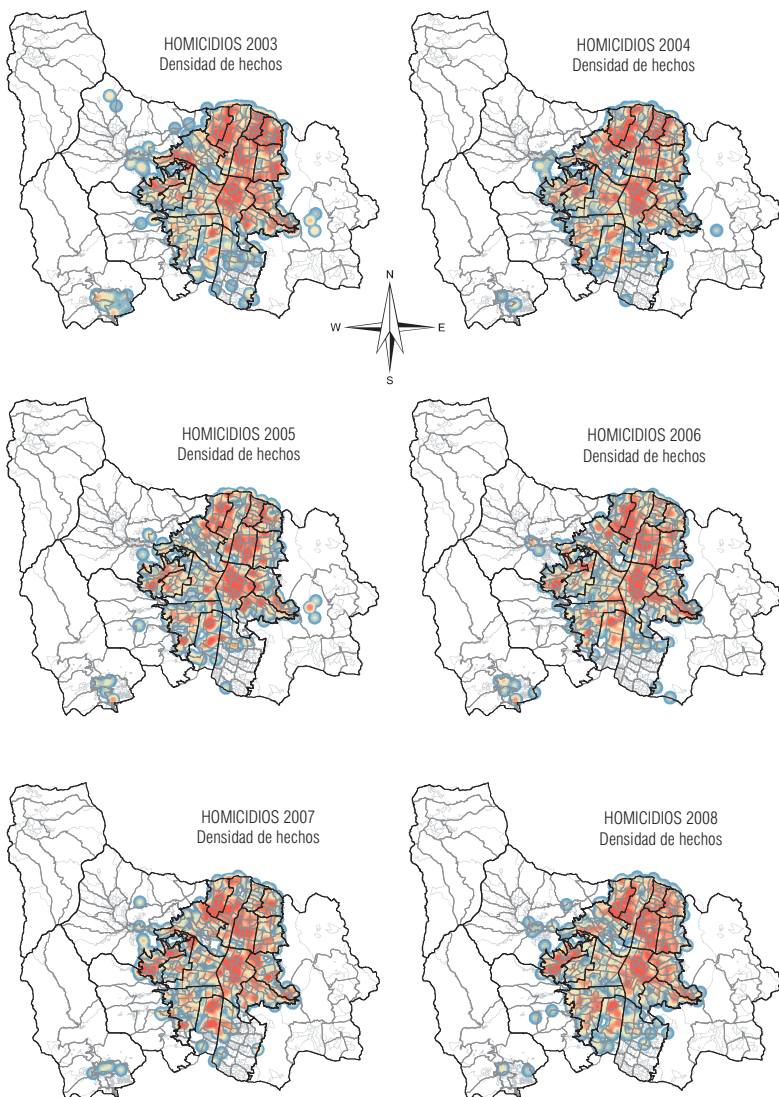 HOMICIDIOS 2003
Densidad de hechos
HOMICIDIOS 2004
Densidad de hechos
N
W
E
S
HOMICIDIOS 2005
Densidad de hechos
HOMICIDIOS 2006
Densidad de hechos
HOMICIDIOS 2007
Densidad de hechos
HOMICIDIOS 2008
Densidad de hechos